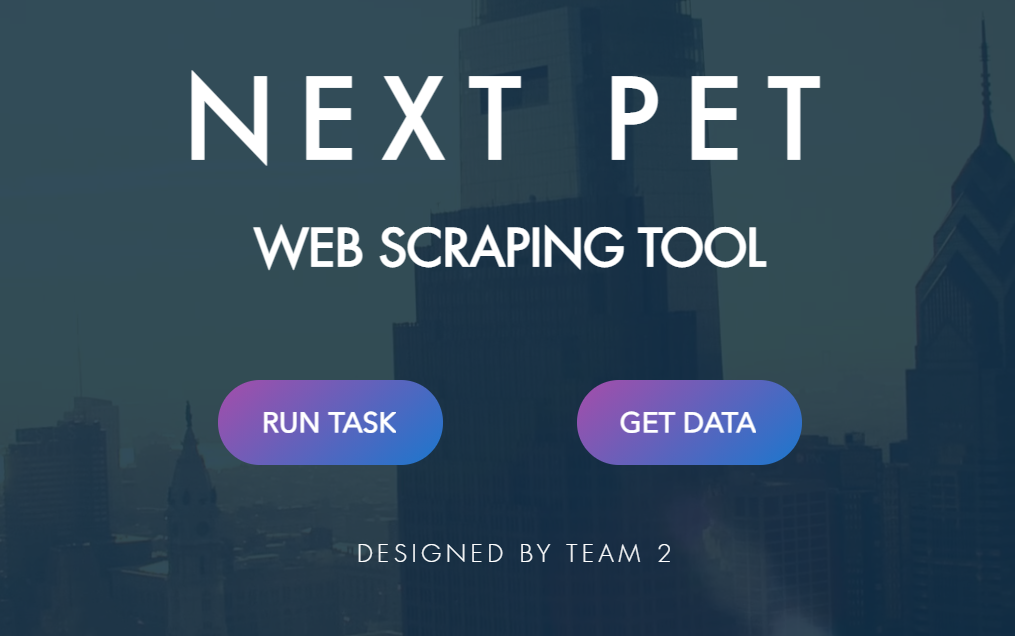 NEXT PET
WEB SCRAPING TOOL
RUN TASK
GET DATA
DESIGNED BY TEAM 2